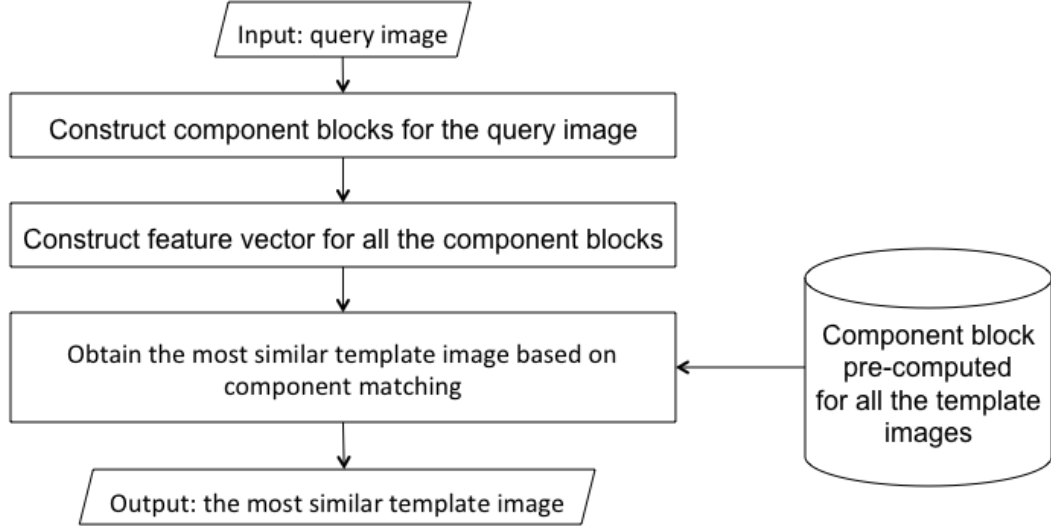 Input: query image
Construct component blocks for the query image
Construct feature vector for all the component blocks
Obtain the most similar template image based on
component matching
Component block
pre-computed
for all the template
images
Output: the most similar template image